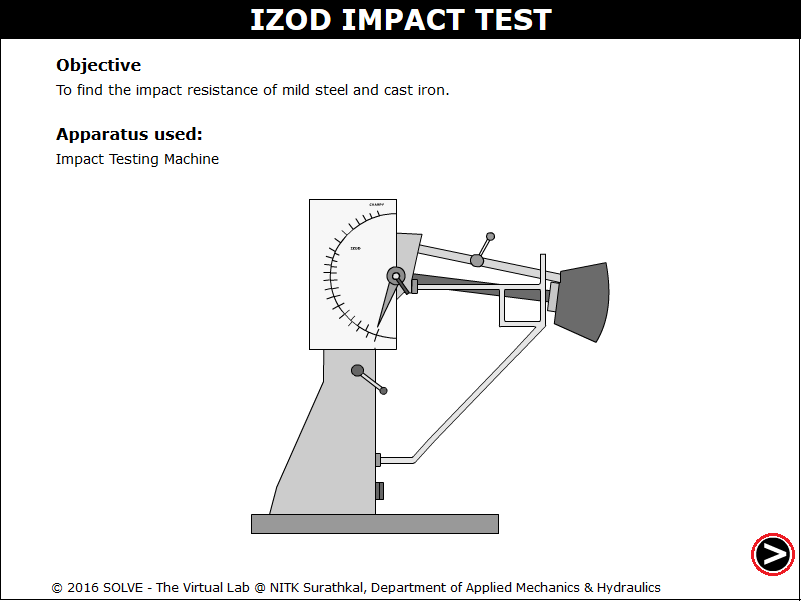 IZOD IMPACT TEST
Objective
To find the impact resistance of mild steel and cast iron.
Apparatus used:
Impact Testing Machine
CHARPY
IZOD
© 2016 SOLVE - The Virtual Lab @ NITK Surathkal, Department of Applied Mechanics & Hydraulics